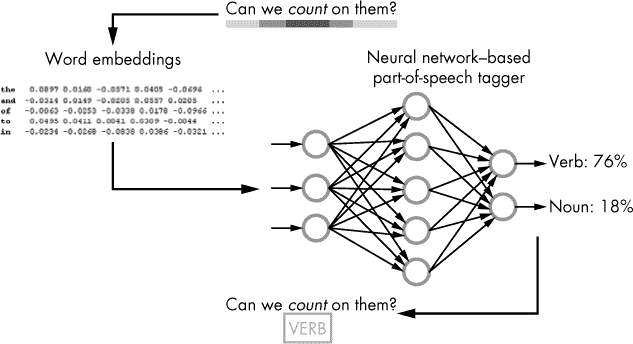 Can we count on them?
Word embeddings
the 0.0897 0.0160 -0.0571 0.0405 -0.0696 ...
and -0.0314 0.0149 -0.0205 0.0557 0.0205 ...
of -0.0063 -0.0253 -0.0338 0.0178 -0.0966 ...
to 0.0495 0.0411 0.0041 0.0309 -0.0044 ...
in -0.0234 -0.0268 -0.0838 0.0386 -0.0321 ...
Neural network–based
part-of-speech tagger
Verb: 76%
Noun: 18%
Can we count on them?
VERB